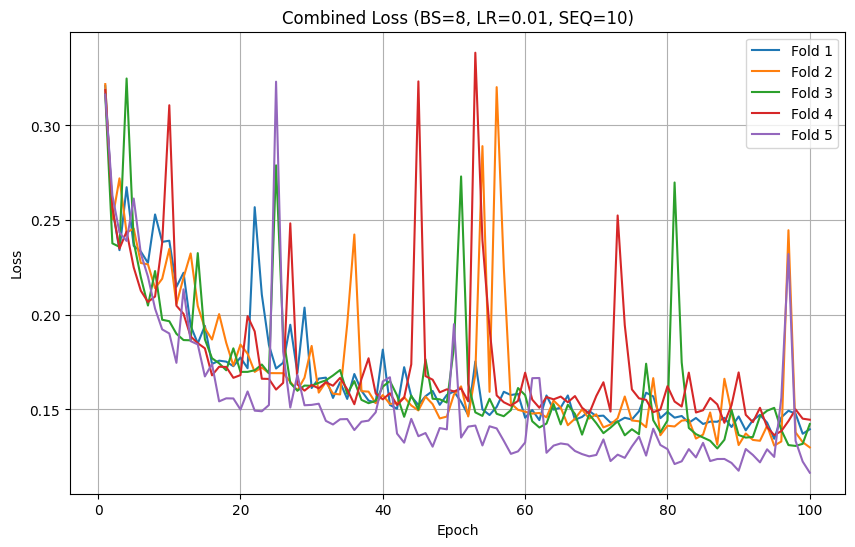 Combined Loss (BS=8, LR=0.01, SEQ=10)
Fold 1
Fold 2
Fold 3
Fold 4
Fold 5
Loss
0.30
0.25
0.20
0.15
0 20 40 60 80 100
Epoch